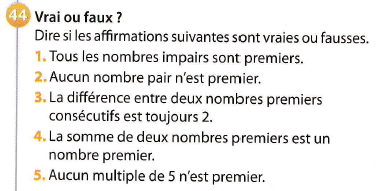 44 Vrai ou faux ?
Dire si les affirmations suivantes sont vraies ou fausses.
1. Tous les nombres impairs sont premiers.
2. Aucun nombre pair n'est premier.
3. La différence entre deux nombres premiers
consécutifs est toujours 2.
4. La somme de deux nombres premiers est un
nombre premier.
5. Aucun multiple de 5 n'est premier.